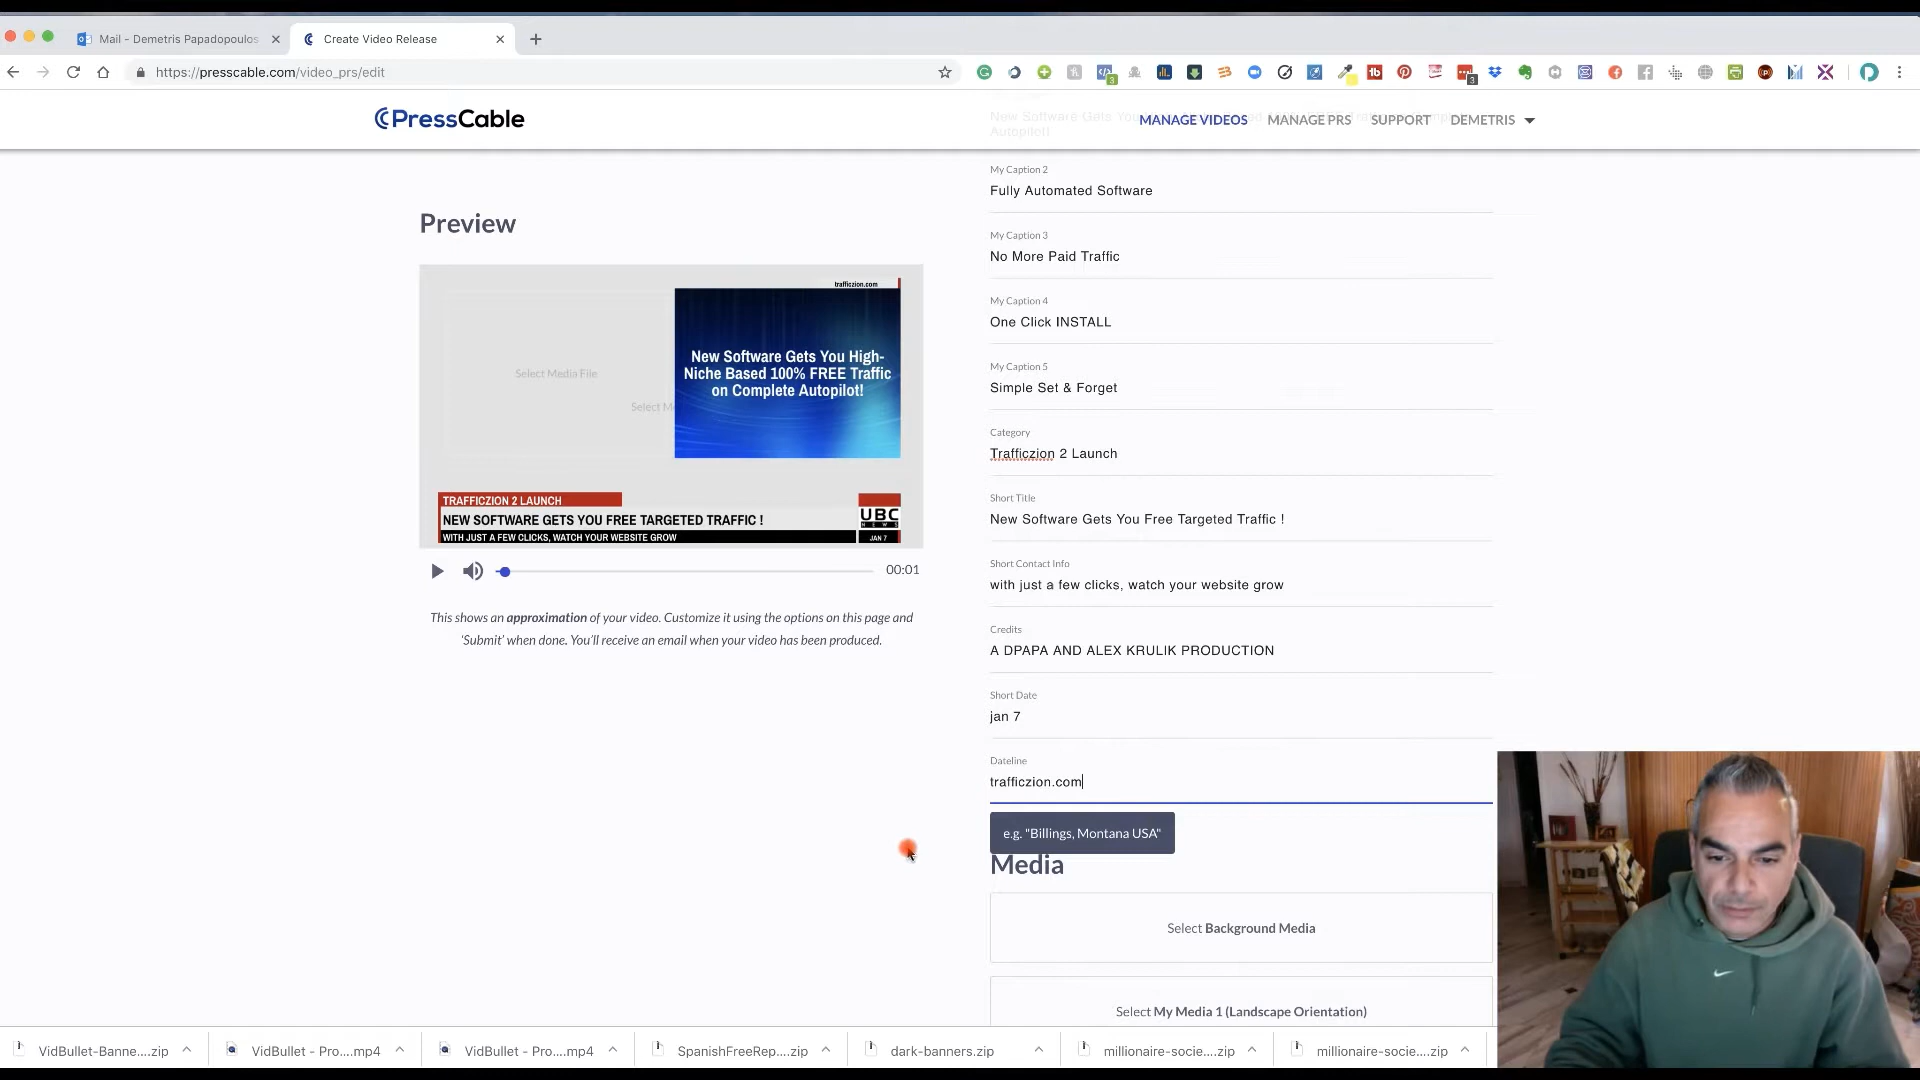 Mail - Demetris Papadopoulos
Create Video Release
https://presscable.com/video_prs/edit
PressCable
MANAGE VIDEOS
MANAGE PRS
SUPPORT
DEMETRIS
Autopilot!
My Caption 2
Fully Automated Software
My Caption 3
No More Paid Traffic
My Caption 4
One Click INSTALL
My Caption 5
Simple Set & Forget
Category
Trafficzion 2 Launch
Short Title
New Software Gets You Free Targeted Traffic !
Short Contact Info
with just a few clicks, watch your website grow
Credits
A DPAPA AND ALEX KRULIK PRODUCTION
Short Date
jan 7
Dateline
trafficzion.com
e.g. "Billings, Montana USA"
Media
Select Background Media
Select My Media 1 (Landscape Orientation)
Preview
trafficzion.com
Select Media File
Select M
New Software Gets You High-
Niche Based 100% FREE Traffic
on Complete Autopilot!
TRAFFICZION 2 LAUNCH
NEW SOFTWARE GETS YOU FREE TARGETED TRAFFIC !
WITH JUST A FEW CLICKS, WATCH YOUR WEBSITE GROW
UBC
NEWS
JAN 7
00:01
This shows an approximation of your video. Customize it using the options on this page and
'Submit' when done. You'll receive an email when your video has been produced.
VidBullet-Banne....zip
VidBullet - Pro....mp4
VidBullet - Pro....mp4
SpanishFreeRep....zip
dark-banners.zip
millionaire-socie....zip
millionaire-socie....zip